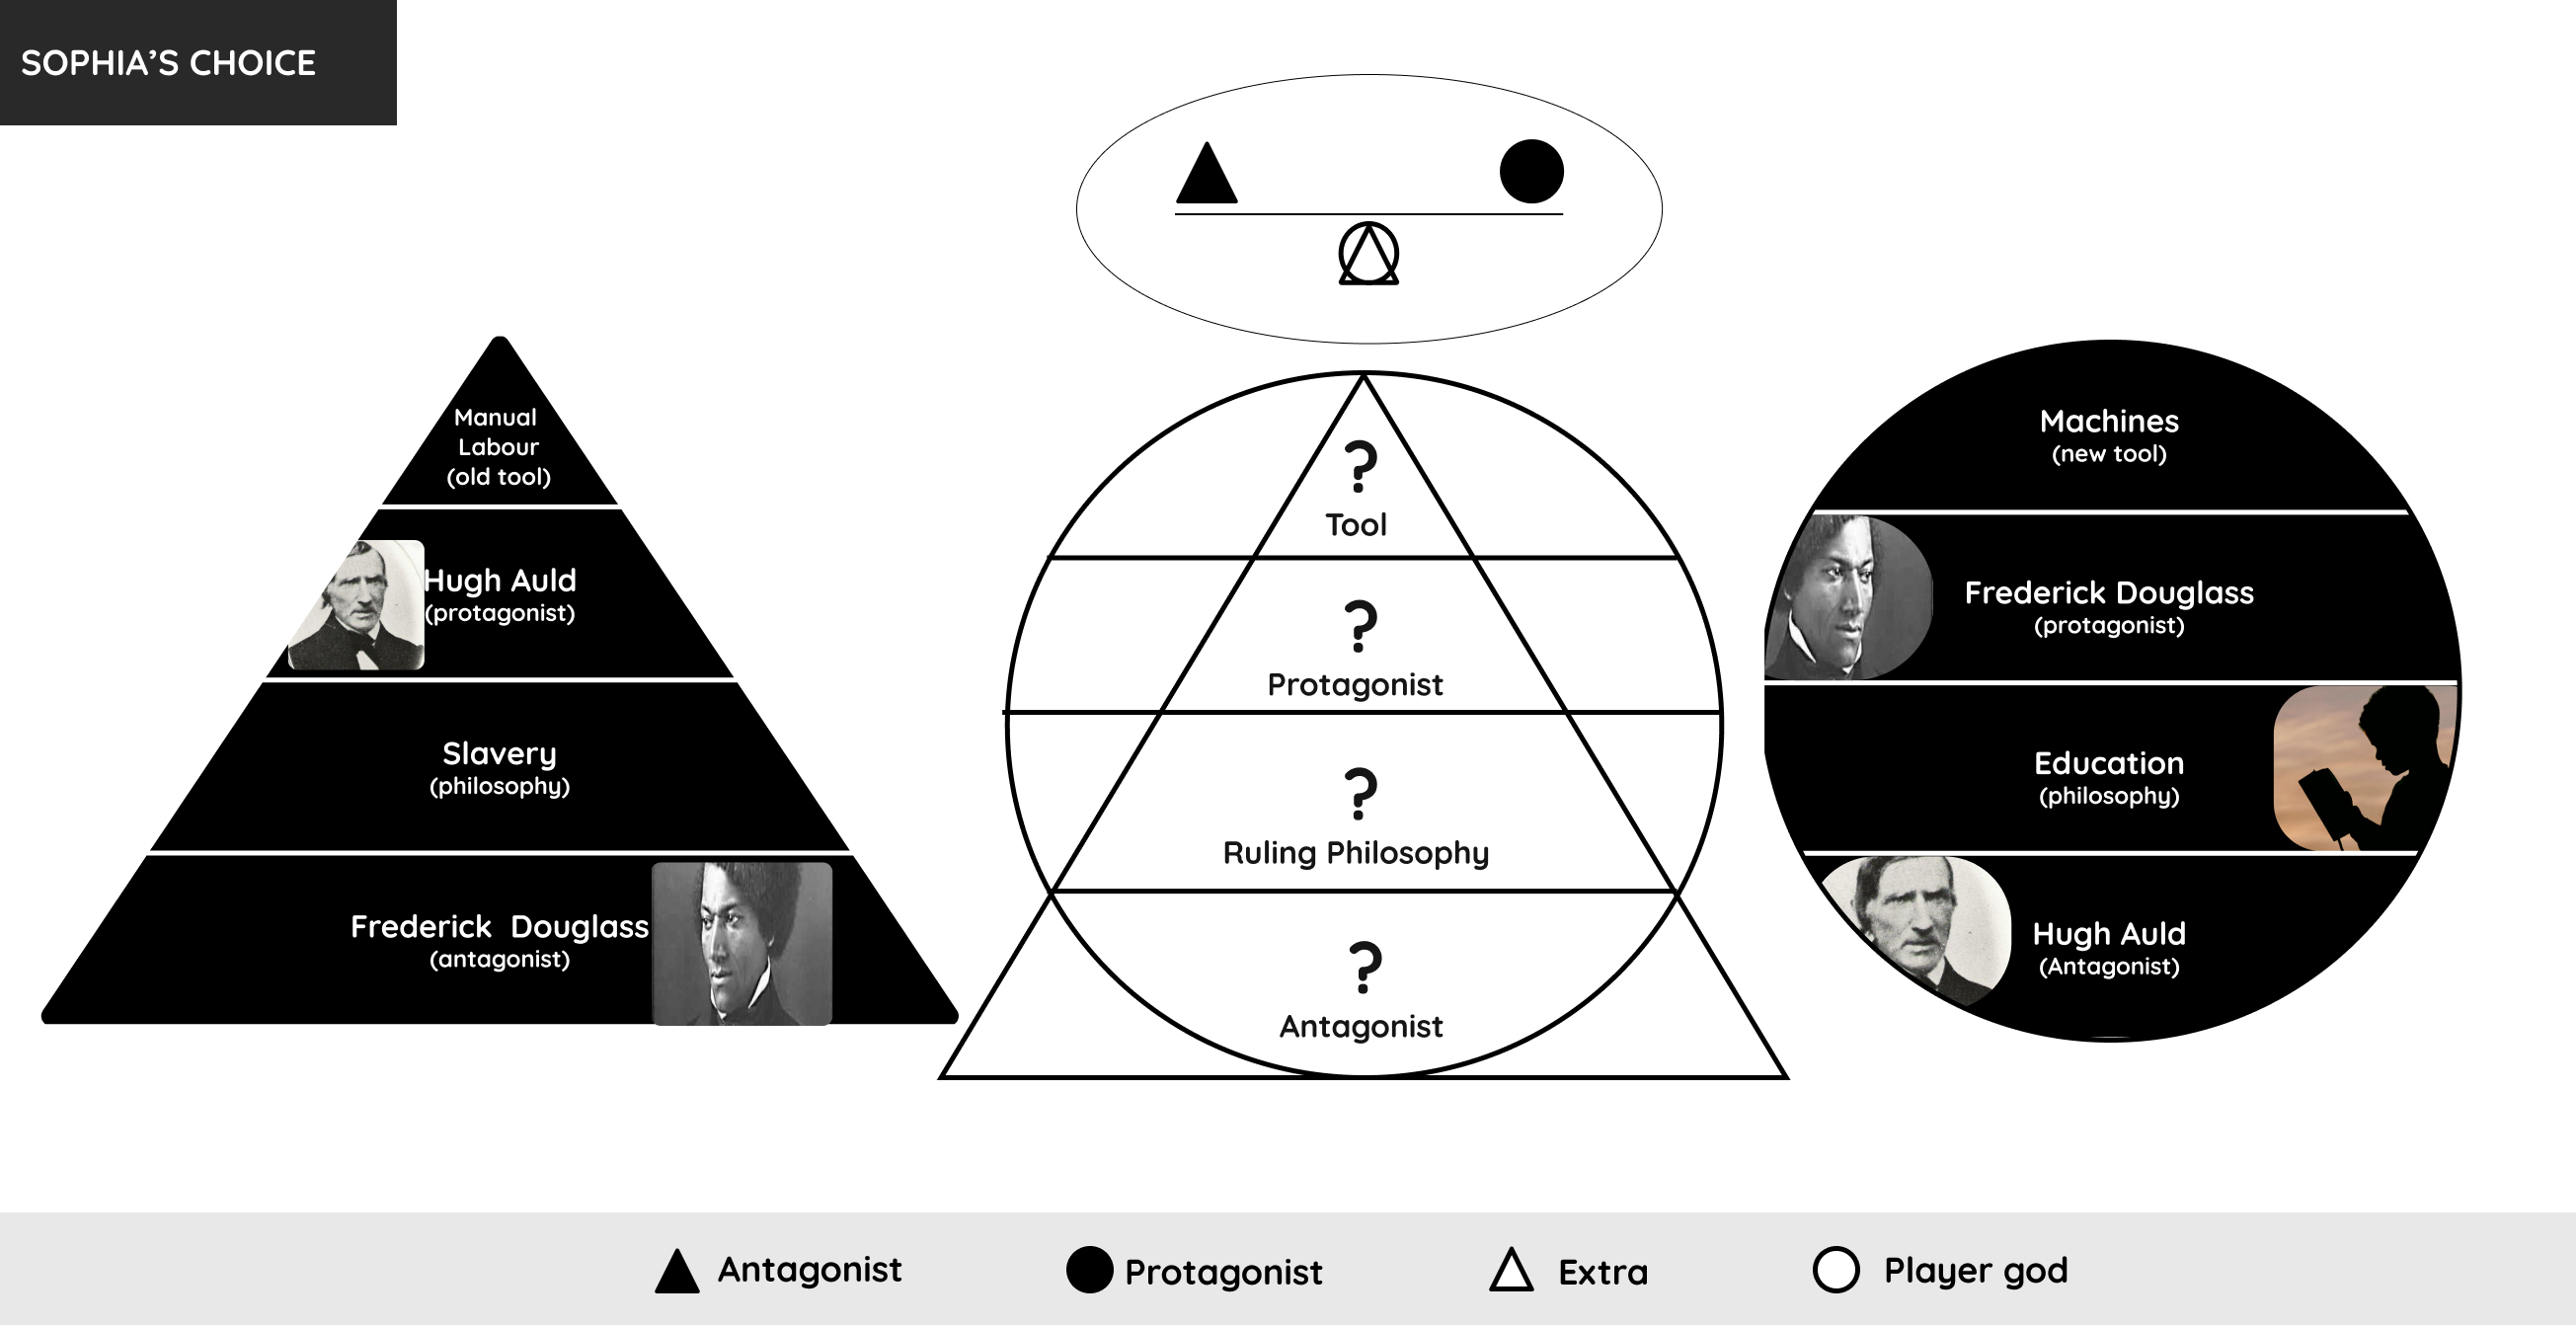 SOPHIA’S CHOICE
Manual
Labour
(old tool)
Hugh Auld
(protagonist)
Slavery
(philosophy)
Frederick  Douglass
(antagonist)
?
Tool
?
Protagonist
?
Ruling Philosophy
?
Antagonist
Machines
(new tool)
Frederick Douglass
(protagonist)
Education
(philosophy)
Hugh Auld
(Antagonist)
Antagonist
Protagonist
Extra
Player god